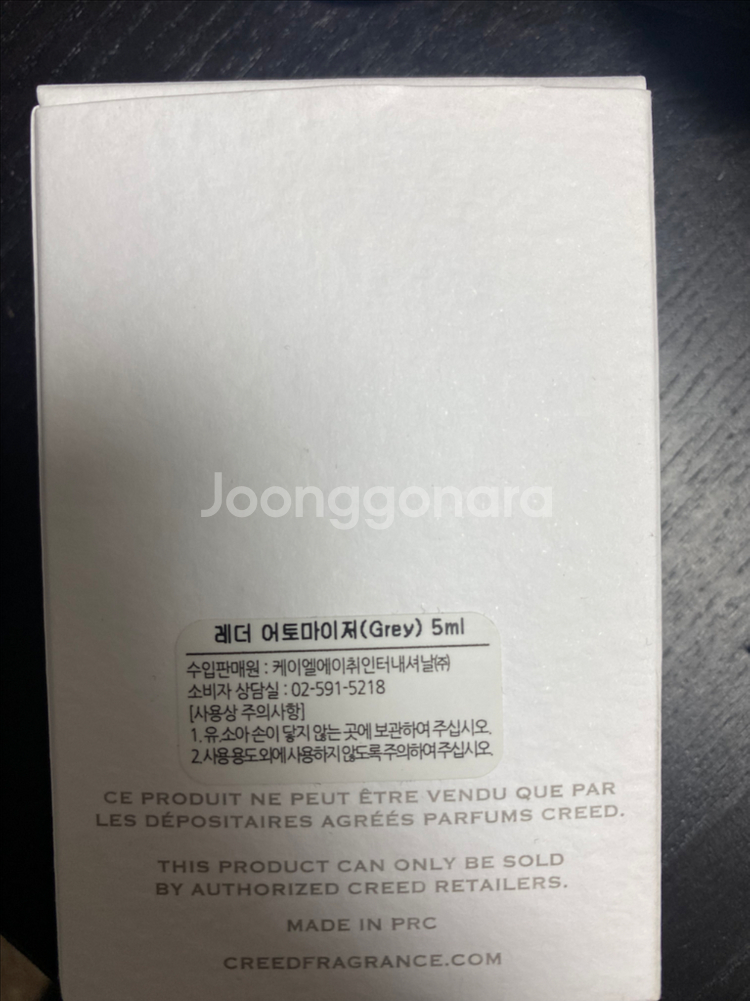 Joonggonara
레더 어토마이저(Grey) 5ml
수입판매원 : 케이엘에이취인터내셔날㈜
소비자 상담실 : 02-591-5218
[사용상 주의사항]
1. 유.소아 손이 닿지 않는 곳에 보관하여 주십시오.
2.사용 용도 외에 사용하지 않도록 주의하여 주십시오.
CE PRODUIT NE PEUT ÊTRE VENDU QUE PAR
LES DÉPOSITAIRES AGRÉÉS PARFUMS CREED.
THIS PRODUCT CAN ONLY BE SOLD
BY AUTHORIZED CREED RETAILERS.
MADE IN PRC
CREEDFRAGRANCE.COM